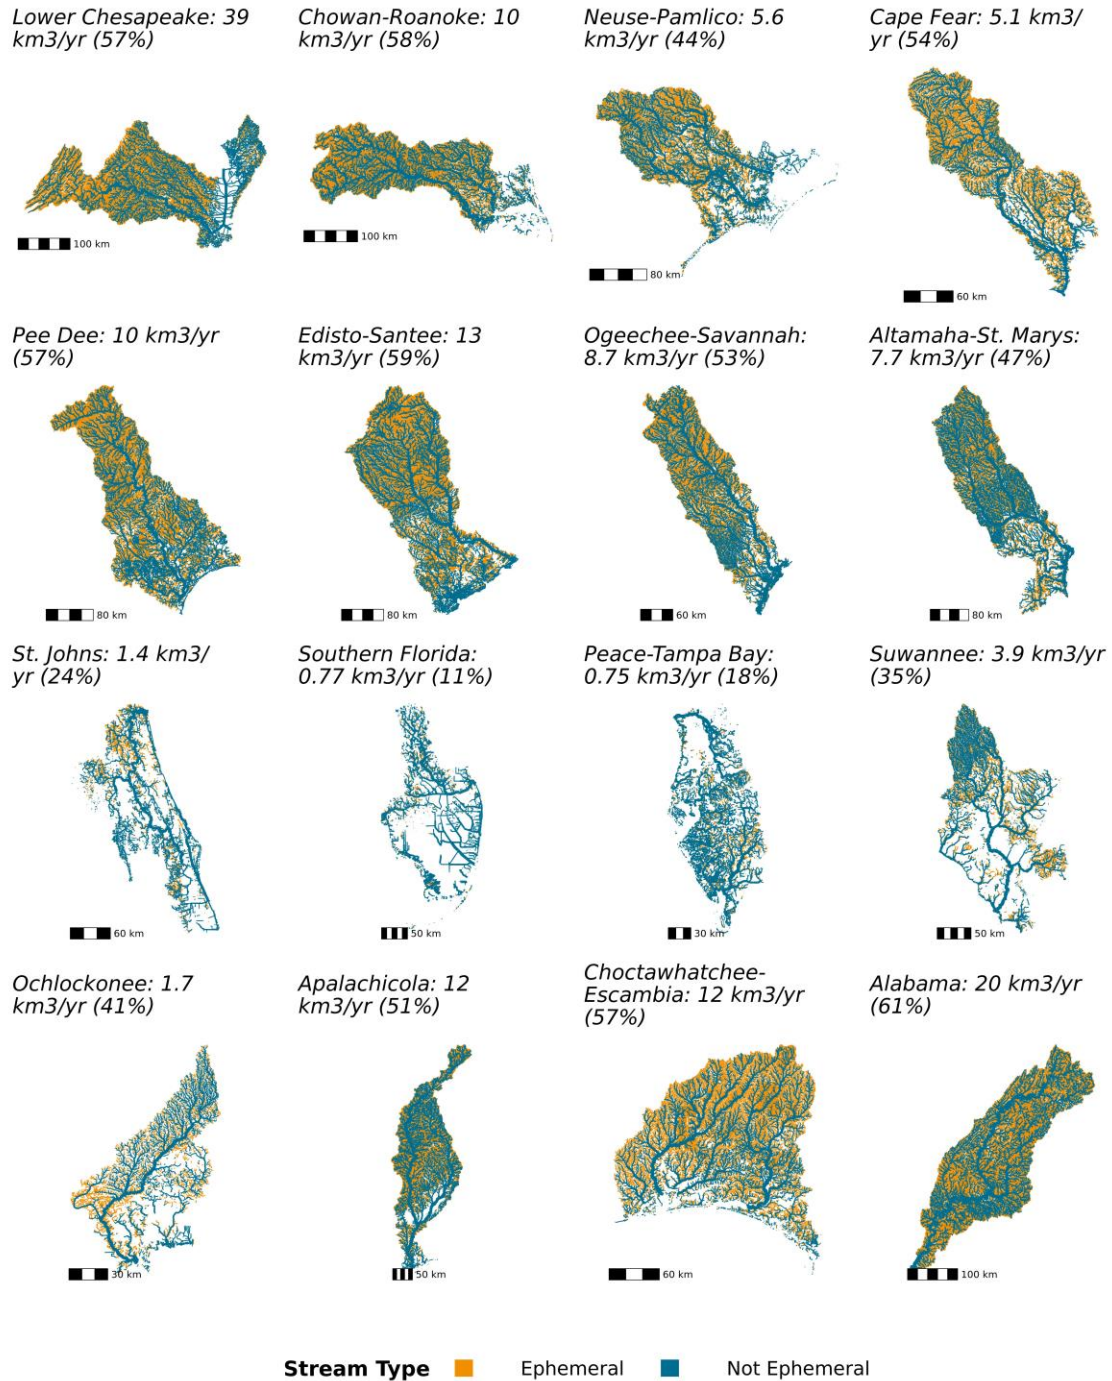 Lower Chesapeake: 39
km3/yr (57%)
Chowan-Roanoke: 10
km3/yr (58%)
Neuse-Pamlico: 5.6
km3/yr (44%)
Cape Fear: 5.1 km3/
yr (54%)
100 km
100 km
80 km
60 km
Pee Dee: 10 km3/yr
(57%)
Edisto-Santee: 13
km3/yr (59%)
Ogeechee-Savannah:
8.7 km3/yr (53%)
Altamaha-St. Marys:
7.7 km3/yr (47%)
80 km
80 km
60 km
80 km
St. Johns: 1.4 km3/
yr (24%)
Southern Florida:
0.77 km3/yr (11%)
Peace-Tampa Bay:
0.75 km3/yr (18%)
Suwannee: 3.9 km3/yr
(35%)
60 km
50 km
30 km
50 km
Ochlockonee: 1.7
km3/yr (41%)
Apalachicola: 12
km3/yr (51%)
Choctawhatchee-
Escambia: 12 km3/yr
(57%)
Alabama: 20 km3/yr
(61%)
30 km
50 km
60 km
100 km
Stream Type Ephemeral Not Ephemeral